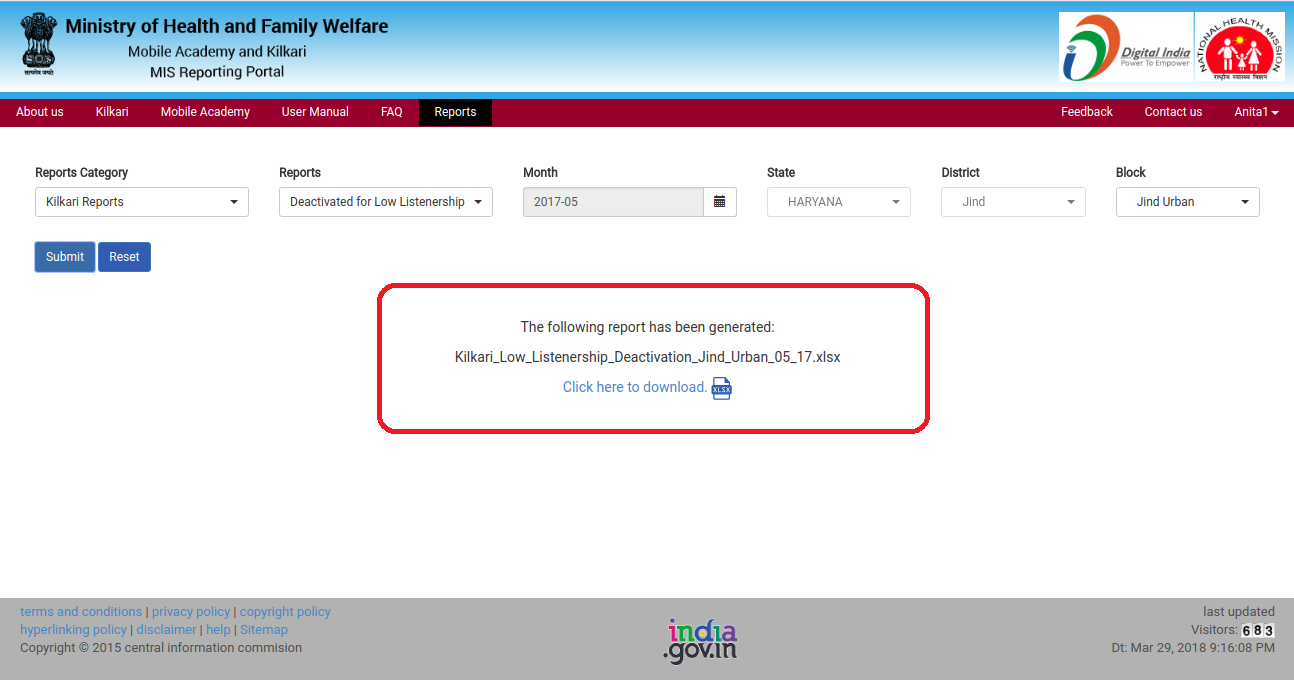 Ministry of Health and Family Welfare
Mobile Academy and Kilkari
MIS Reporting Portal
सत्यमेव जयते
Digital India
Power To Empower
NATIONAL HEALTH MISSION
राष्ट्रीय स्वास्थ्य मिशन
About us Kilkari Mobile Academy User Manual FAQ Reports Feedback Contact us Anita1
Reports Category Reports Month State District Block
Kilkari Reports Deactivated for Low Listenership 2017-05 HARYANA Jind Jind Urban
Submit Reset
The following report has been generated:
Kilkari_Low_Listenership_Deactivation_Jind_Urban_05_17.xlsx
Click here to download. XLSX
terms and conditions | privacy policy | copyright policy
hyperlinking policy | disclaimer | help | Sitemap
Copyright © 2015 central information commision
india
.gov.in
last updated
Visitors: 683
Dt: Mar 29, 2018 9:16:08 PM